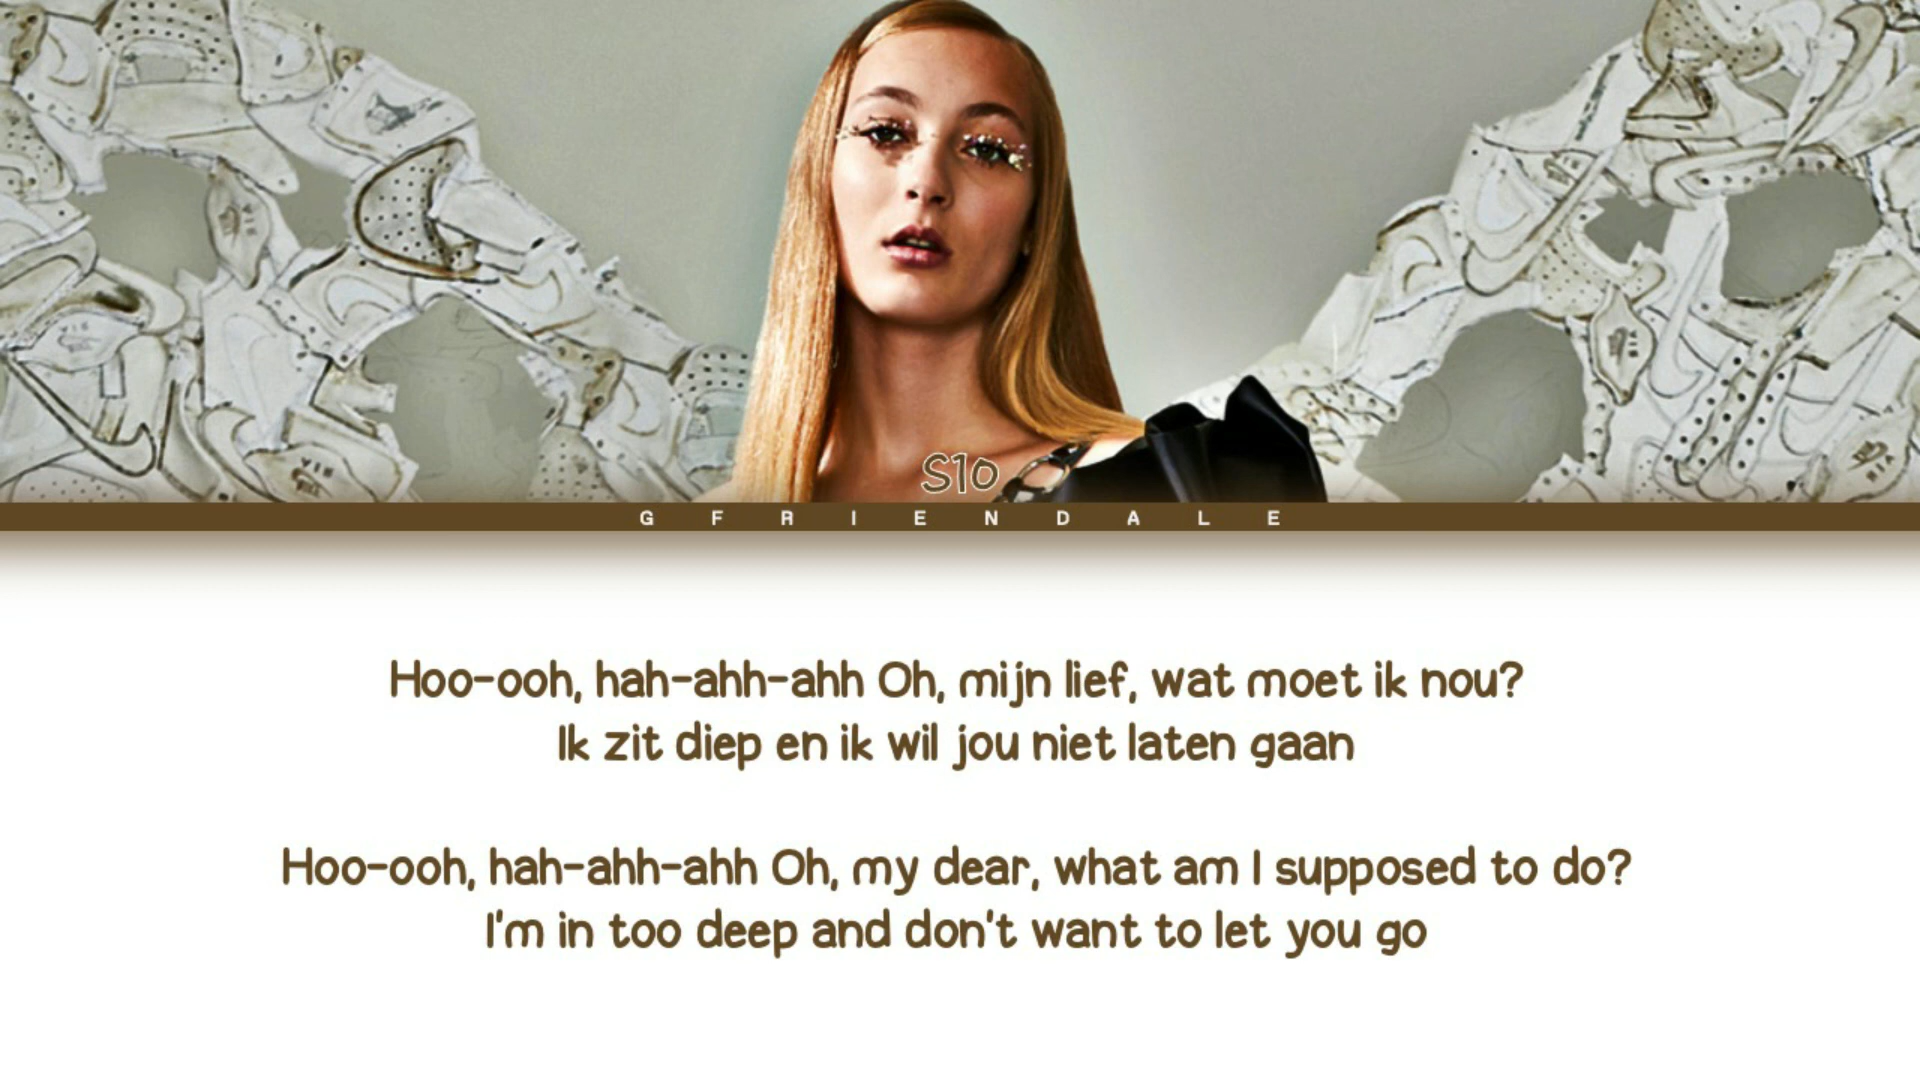 S10
GFRIENDALE
Hoo-ooh, hah-ahh-ahh Oh, mijn lief, wat moet ik nou?
Ik zit diep en ik wil jou niet laten gaan
Hoo-ooh, hah-ahh-ahh Oh, my dear, what am I supposed to do?
I'm in too deep and don't want to let you go